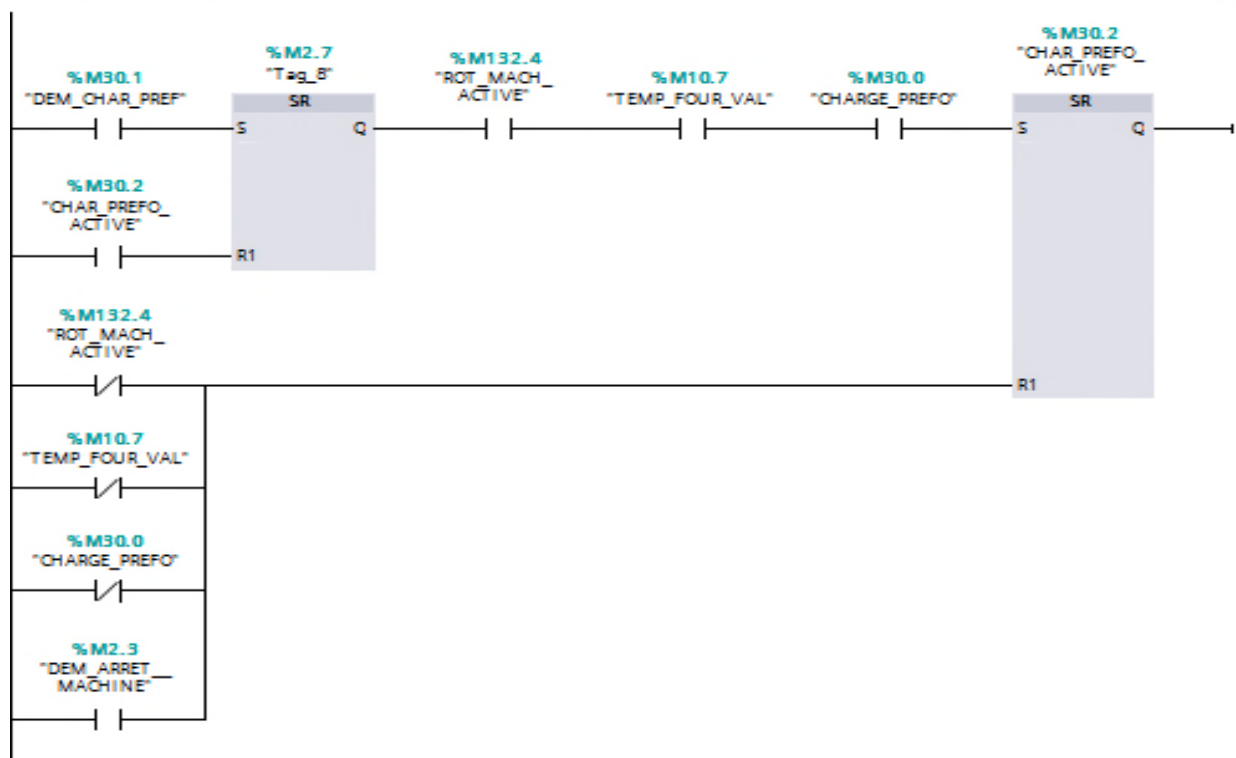 %M30.2
"CHAR_PREFO_
ACTIVE"
%M2.7
"Tag_8"
%M132.4
"ROT_MACH_
ACTIVE"
%M30.1
"DEM_CHAR_PREF"
%M10.7
"TEMP_FOUR_VAL"
%M30.0
"CHARGE_PREFO"
SR
SR
S
Q
S
Q
%M30.2
"CHAR_PREFO_
ACTIVE"
R1
%M132.4
"ROT_MACH_
ACTIVE"
R1
%M10.7
"TEMP_FOUR_VAL"
%M30.0
"CHARGE_PREFO"
%M2.3
"DEM_ARRET__
MACHINE"